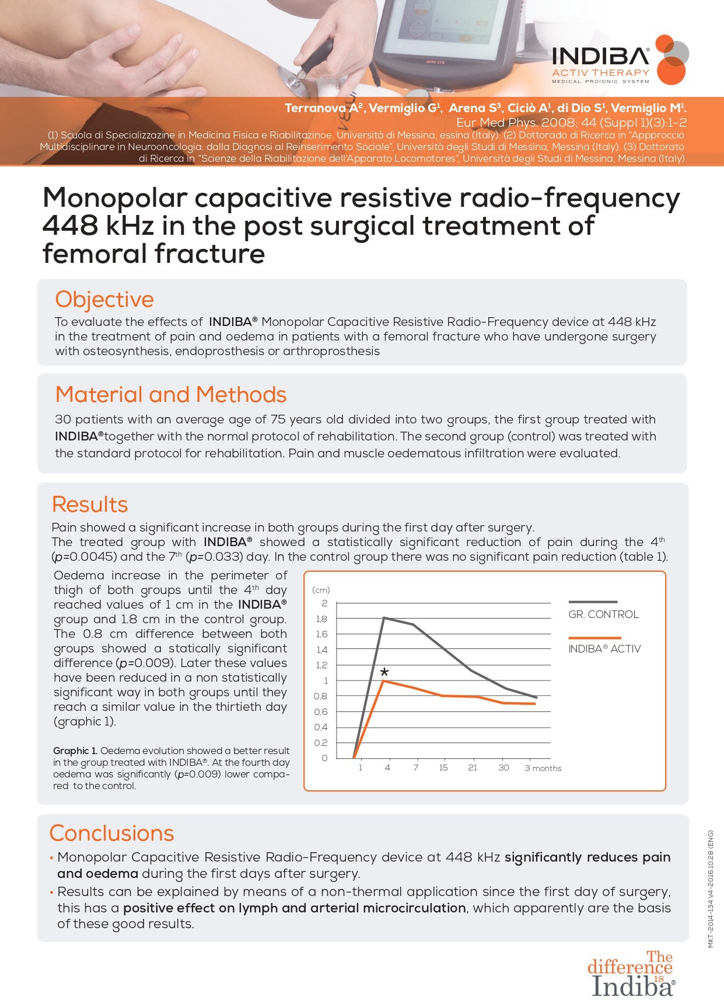 ACTIV CT9
INDIBA®
ACTIV THERAPY
MEDICAL PROIONIC SYSTEM
INDIBA
Terranova A², Vermiglio G¹, Arena S³, Ciciò A¹, di Dio S¹, Vermiglio M¹.
Eur Med Phys. 2008; 44 (Suppl 1)(3):1-2
(1) Scuola di Specializzazine in Medicina Fisica e Riabilitazinoe, Università di Messina, essina (Italy). (2) Dottorado di Ricerca in "Appproccio
Multidisciplinare in Neurooncologia: dalla Diagnosi al Reinserimento Sociale", Università degli Studi di Messina, Messina (Italy). (3) Dottorato
di Ricerca in "Scienze della Riabilitazione dell'Apparato Locomotores", Università degli Studi di Messina, Messina (Italy).
Monopolar capacitive resistive radio-frequency
448 kHz in the post surgical treatment of
femoral fracture
Objective
To evaluate the effects of INDIBA® Monopolar Capacitive Resistive Radio-Frequency device at 448 kHz
in the treatment of pain and oedema in patients with a femoral fracture who have undergone surgery
with osteosynthesis, endoprosthesis or arthroprosthesis
Material and Methods
30 patients with an average age of 75 years old divided into two groups, the first group treated with
INDIBA®together with the normal protocol of rehabilitation. The second group (control) was treated with
the standard protocol for rehabilitation. Pain and muscle oedematous infiltration were evaluated.
Results
Pain showed a significant increase in both groups during the first day after surgery.
The treated group with INDIBA® showed a statistically significant reduction of pain during the 4th
(p=0.0045) and the 7th (p=0.033) day. In the control group there was no significant pain reduction (table 1).
Oedema increase in the perimeter of
thigh of both groups until the 4th day
reached values of 1 cm in the INDIBA®
group and 1.8 cm in the control group.
The 0.8 cm difference between both
groups showed a statically significant
difference (p=0.009). Later these values
have been reduced in a non statistically
significant way in both groups until they
reach a similar value in the thirtieth day
(graphic 1).
Graphic 1. Oedema evolution showed a better result
in the group treated with INDIBA®. At the fourth day
oedema was significantly (p=0.009) lower compa-
red to the control.
(cm)
2
1,8
1,6
1,4
1,2
1
0,8
0,6
0,4
0.2
0
*
1 4 7 15 21 30 3 months
GR. CONTROL
INDIBA® ACTIV
Conclusions
• Monopolar Capacitive Resistive Radio-Frequency device at 448 kHz significantly reduces pain
and oedema during the first days after surgery.
• Results can be explained by means of a non-thermal application since the first day of surgery,
this has a positive effect on lymph and arterial microcirculation, which apparently are the basis
of these good results.
MKT-2014-134 V4-2016.10.28 (ENG)
The
difference
is
Indiba®